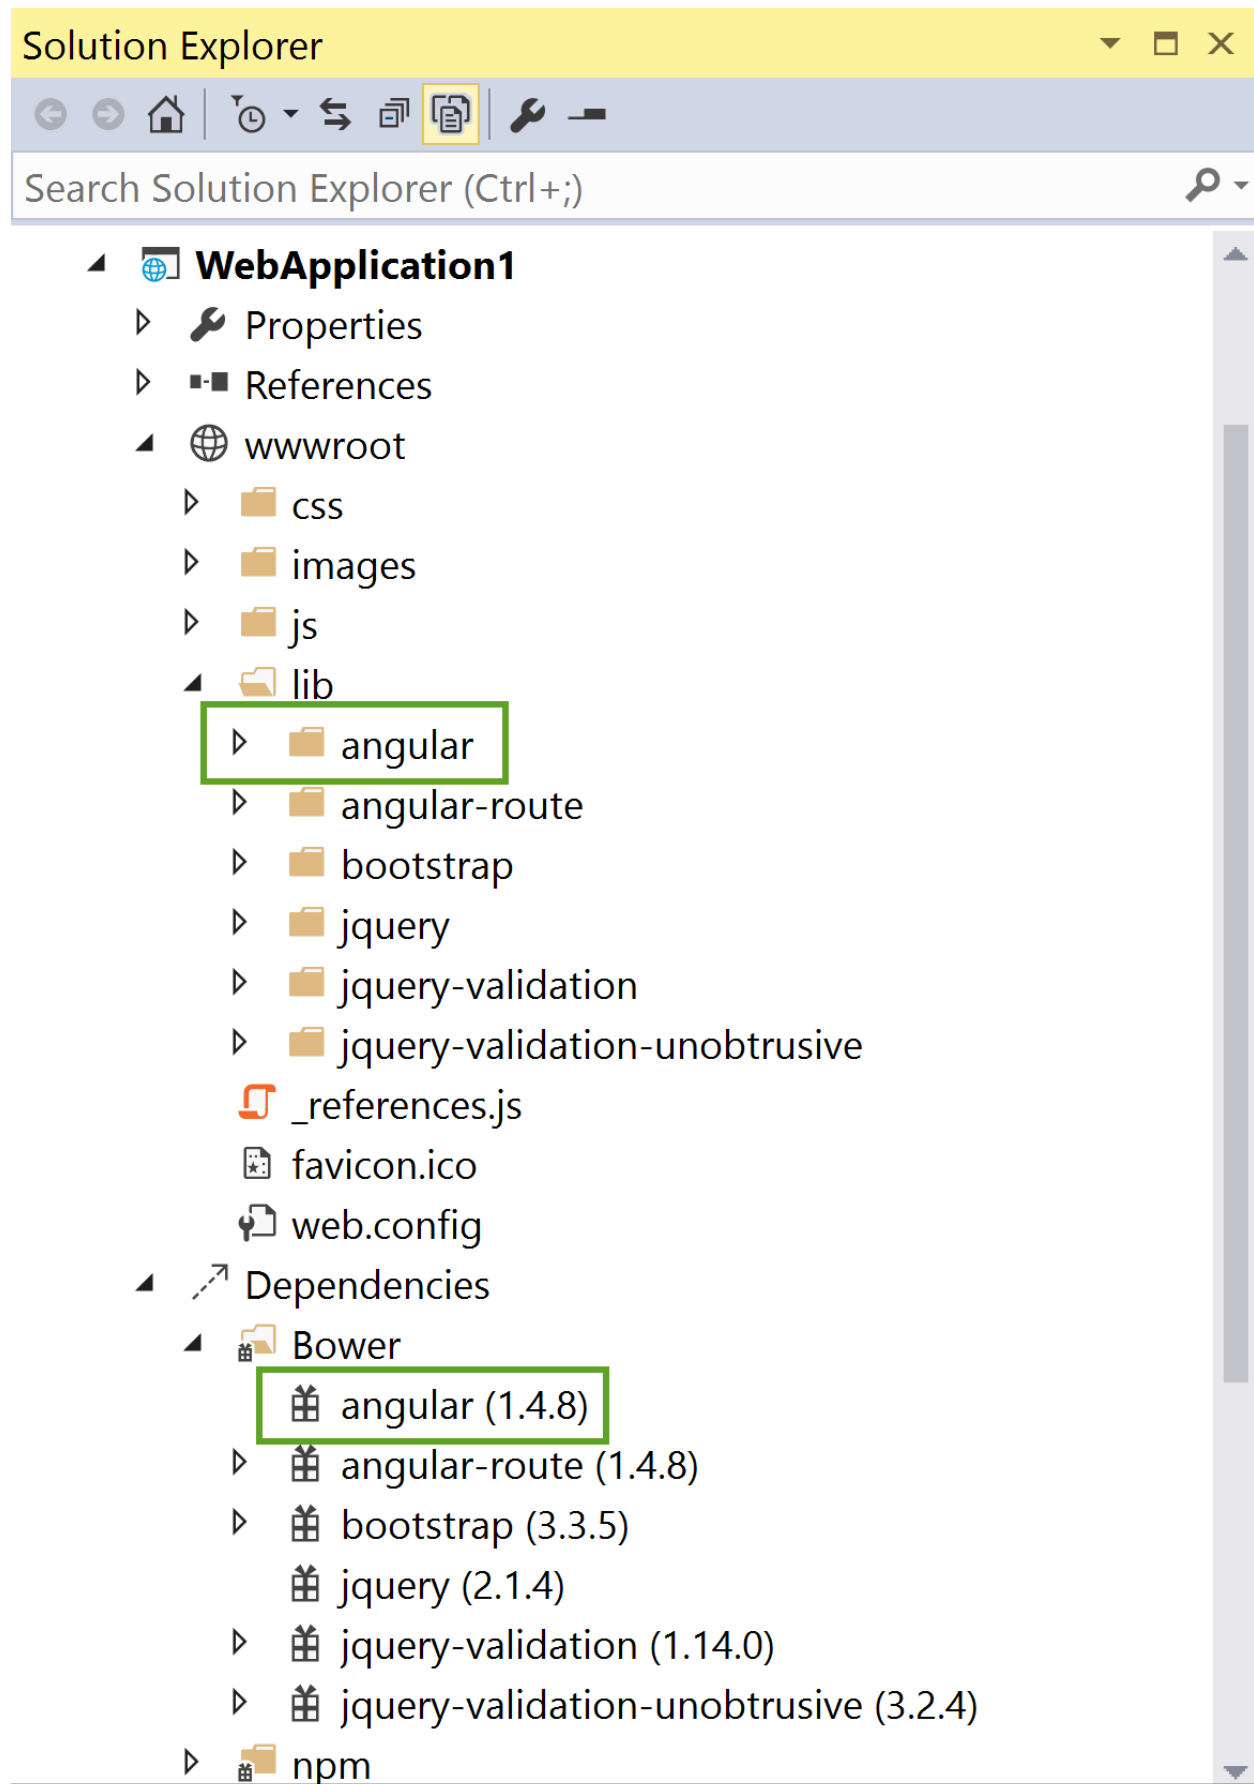 Solution Explorer
Search Solution Explorer (Ctrl+;)
WebApplication1
Properties
References
wwwroot
css
images
js
lib
angular
angular-route
bootstrap
jquery
jquery-validation
jquery-validation-unobtrusive
_references.js
favicon.ico
web.config
Dependencies
Bower
angular (1.4.8)
angular-route (1.4.8)
bootstrap (3.3.5)
jquery (2.1.4)
jquery-validation (1.14.0)
jquery-validation-unobtrusive (3.2.4)
npm